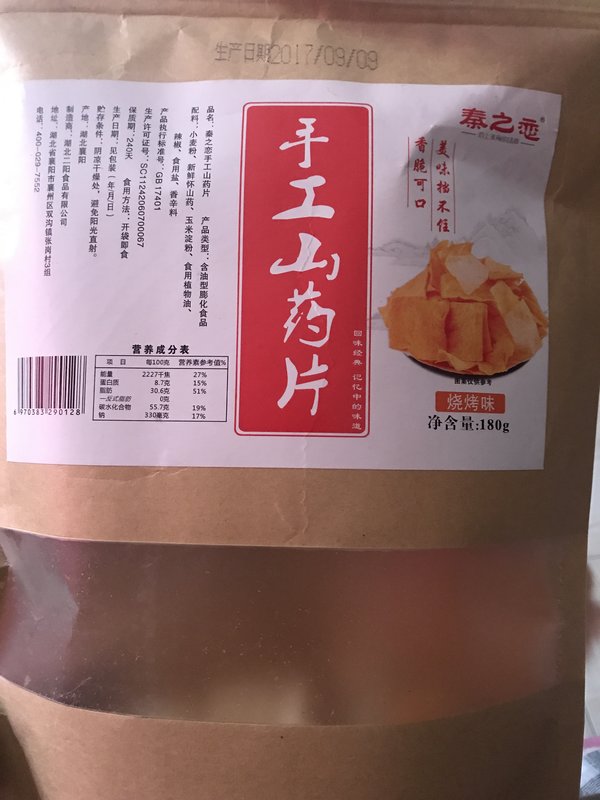 生产日期2017/09/09
秦之恋®
美味挡不住
香脆可口
手工山药片
回味经典 记忆中的味道
图案仅供参考
烧烤味
净含量:180g
品名：秦之恋手工山药片 产品类型：含油型膨化食品
配料：小麦粉、新鲜怀山药、玉米淀粉、食用植物油、
辣椒、食用盐、香辛料
产品执行标准号：GB 17401
生产许可证号：SC11242060700067
保质期：240天 食用方法：开袋即食
生产日期：见包装（年/月/日）
贮存条件：阴凉干燥处，避免阳光直射。
产地：湖北襄阳
制造商：湖北二阳食品有限公司
地址：湖北省襄阳市襄州区双沟镇张岗村3组
电话：400-029-7552
营养成分表
项 目 每100克 营养素参考值%
能量 2227千焦 27%
蛋白质 8.7克 15%
脂肪 30.6克 51%
—反式脂肪 0克
碳水化合物 55.7克 19%
钠 330毫克 17%
6970383290128